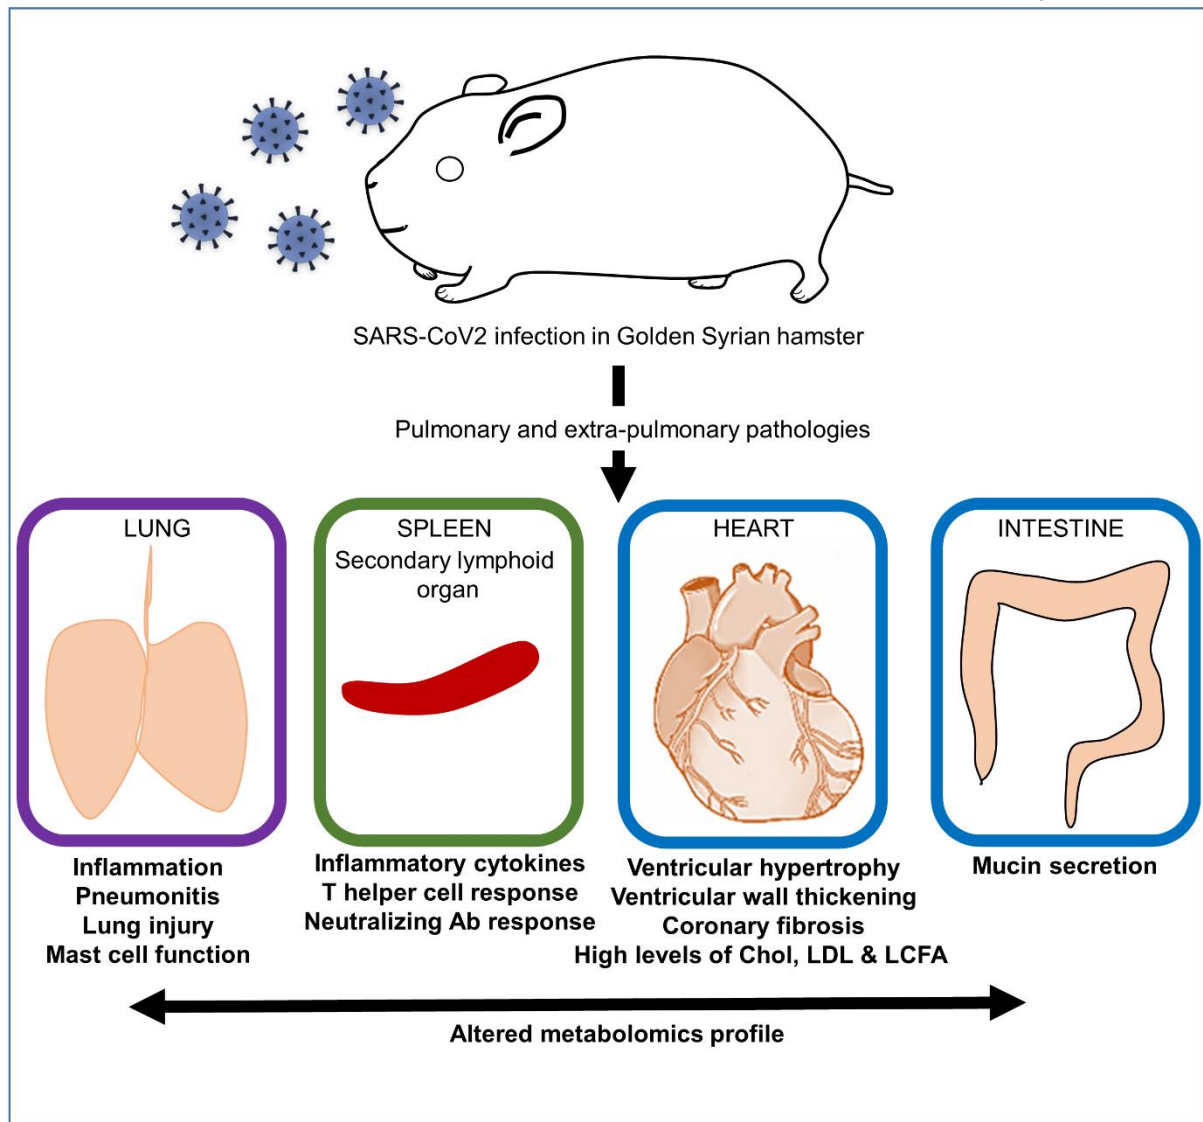 SARS-CoV2 infection in Golden Syrian hamster
Pulmonary and extra-pulmonary pathologies
LUNG
Inflammation
Pneumonitis
Lung injury
Mast cell function
SPLEEN
Secondary lymphoid
organ
Inflammatory cytokines
T helper cell response
Neutralizing Ab response
HEART
Ventricular hypertrophy
Ventricular wall thickening
Coronary fibrosis
High levels of Chol, LDL & LCFA
INTESTINE
Mucin secretion
Altered metabolomics profile